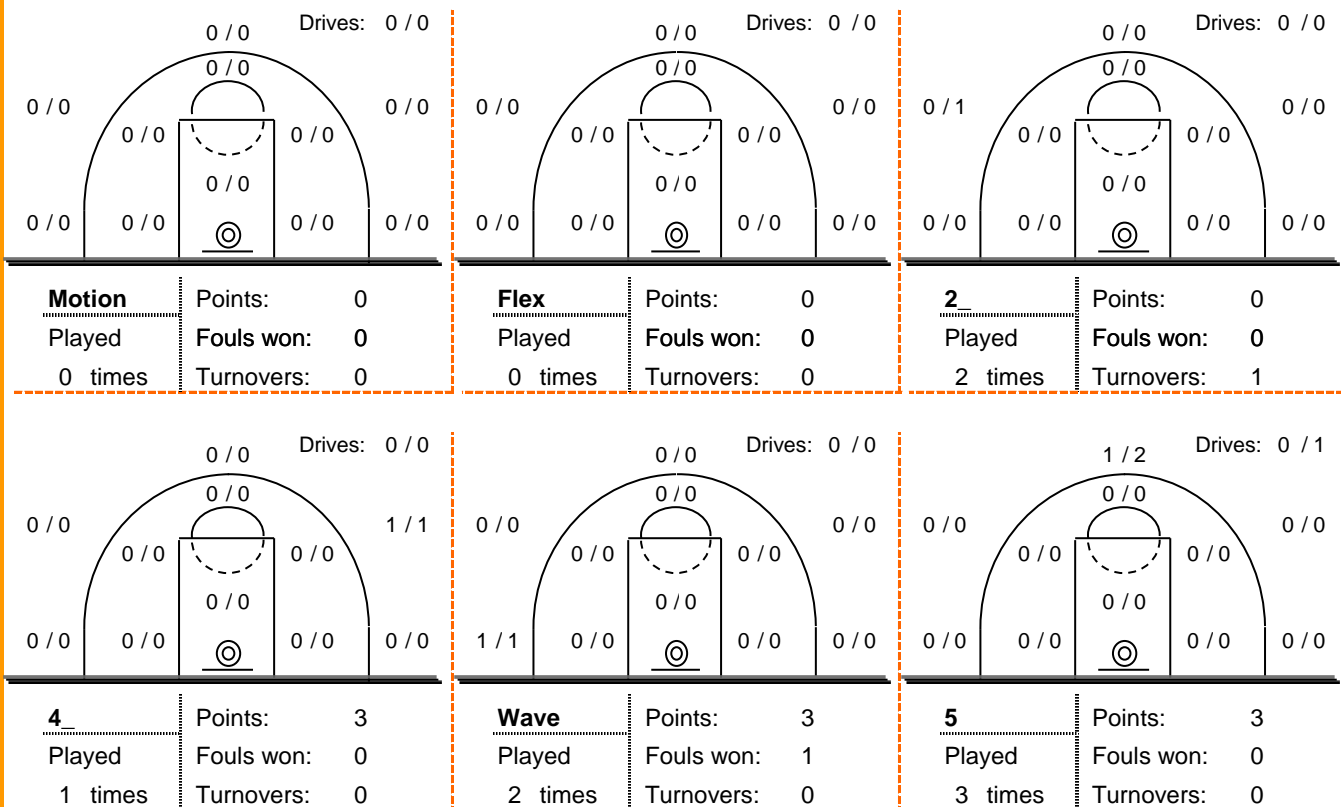 0 / 0 Drives: 0 / 0
0 / 0
0 / 0 0 / 0
0 / 0 0 / 0
0 / 0
0 / 0 0 / 0 0 / 0 0 / 0
Motion Points: 0
Played Fouls won: 0
0 times Turnovers: 0
0 / 0 Drives: 0 / 0
0 / 0
0 / 0 0 / 0
0 / 0 0 / 0
0 / 0
0 / 0 0 / 0 0 / 0 0 / 0
Flex Points: 0
Played Fouls won: 0
0 times Turnovers: 0
0 / 0 Drives: 0 / 0
0 / 0
0 / 1 0 / 0
0 / 0 0 / 0
0 / 0
0 / 0 0 / 0 0 / 0 0 / 0
2_ Points: 0
Played Fouls won: 0
2 times Turnovers: 1
0 / 0 Drives: 0 / 0
0 / 0
0 / 0 1 / 1
0 / 0 0 / 0
0 / 0
0 / 0 0 / 0 0 / 0 0 / 0
4_ Points: 3
Played Fouls won: 0
1 times Turnovers: 0
0 / 0 Drives: 0 / 0
0 / 0
0 / 0 0 / 0
0 / 0 0 / 0
0 / 0
1 / 1 0 / 0 0 / 0 0 / 0
Wave Points: 3
Played Fouls won: 1
2 times Turnovers: 0
1 / 2 Drives: 0 / 1
0 / 0
0 / 0 0 / 0
0 / 0 0 / 0
0 / 0
0 / 0 0 / 0 0 / 0 0 / 0
5 Points: 3
Played Fouls won: 0
3 times Turnovers: 0